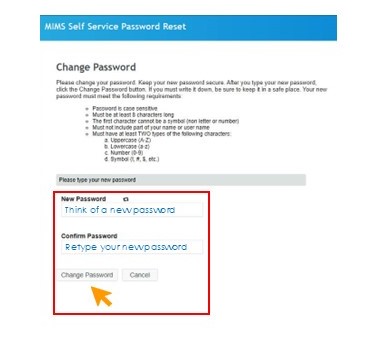 MIMS Self Service Password Reset
Change Password
Please change your password. Keep your new password secure. After you type your new password,
click the Change Password button. If you must write it down, be sure to keep it in a safe place. Your new
password must meet the following requirements:
Password is case sensitive
Must be at least 8 characters long
The first character cannot be a symbol (non letter or number)
Must not include part of your name or user name
Must have at least TWO types of the following characters:
a. Uppercase (A-Z)
b. Lowercase (a-z)
c. Number (0-9)
d. Symbol (!, #, $, etc.)
Please type your new password
New Password
Think of a new password
Confirm Password
Retype your new password
Change Password
Cancel